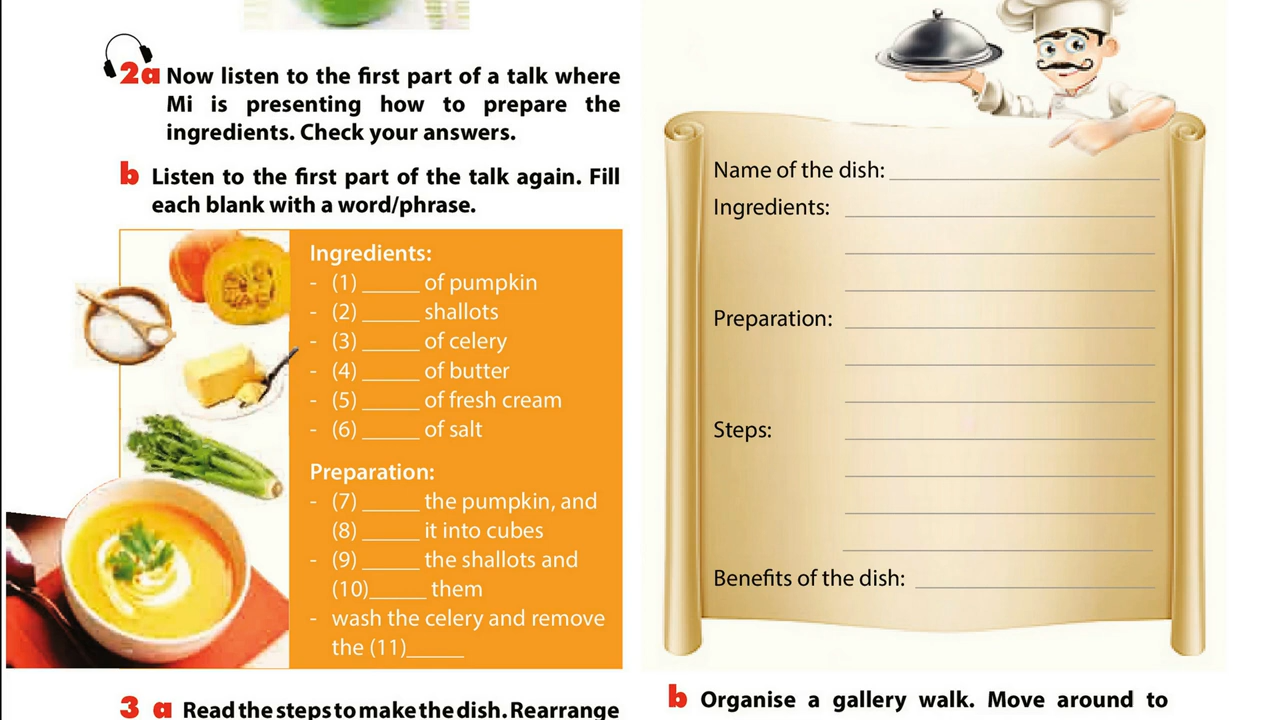 2a Now listen to the first part of a talk where
Mi is presenting how to prepare the
ingredients. Check your answers.
b Listen to the first part of the talk again. Fill
each blank with a word/phrase.
Ingredients:
- (1) _____ of pumpkin
- (2) _____ shallots
- (3) _____ of celery
- (4) _____ of butter
- (5) _____ of fresh cream
- (6) _____ of salt
Preparation:
- (7) _____ the pumpkin, and
(8) _____ it into cubes
- (9) _____ the shallots and
(10)_____ them
- wash the celery and remove
the (11)_____
3 a Read the steps to make the dish. Rearrange
Name of the dish: _____
Ingredients: _____
Preparation: _____
Steps: _____
Benefits of the dish: _____
b Organise a gallery walk. Move around to